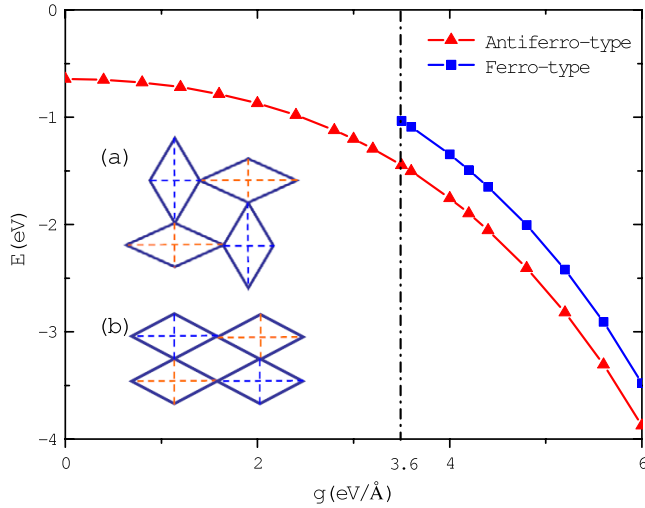 0
Antiferro-type
Ferro-type
-1
(a)
E(eV)
-2
(b)
-3
-4
0 2 3.6 4 6
g(eV/Å)